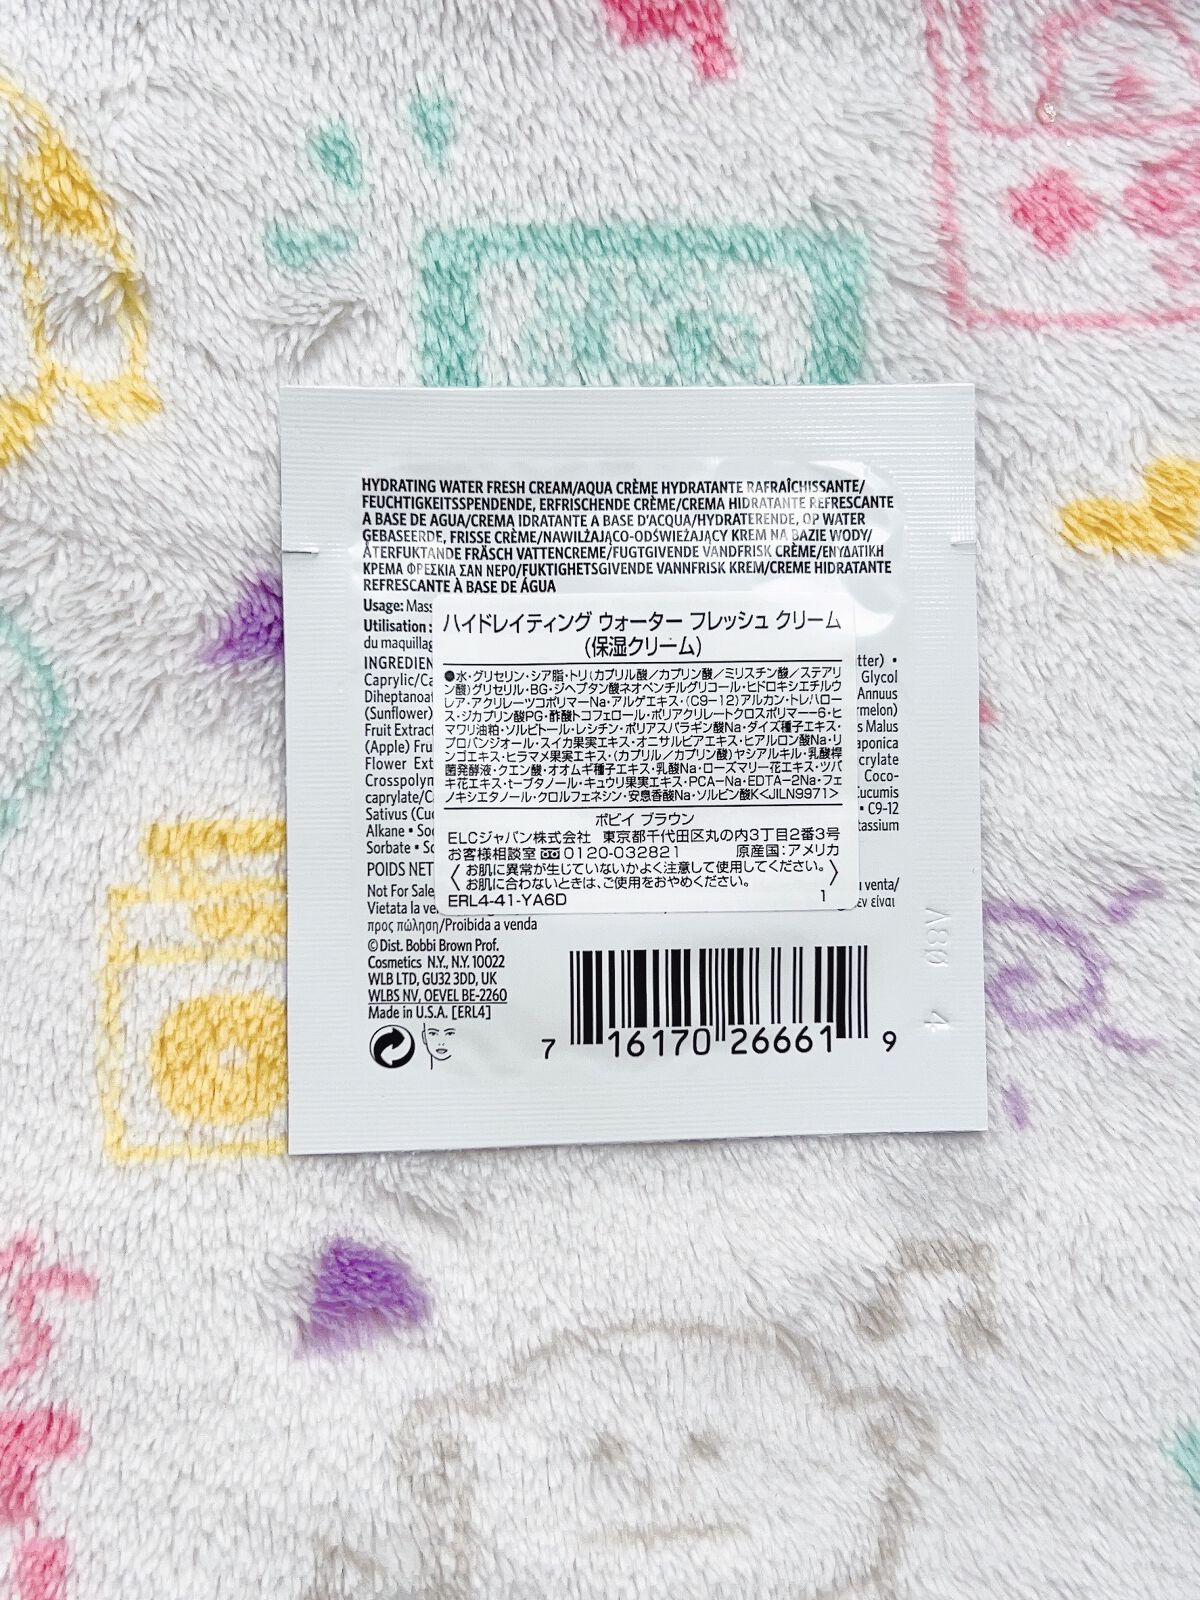 HYDRATING WATER FRESH CREAM/AQUA CRÈME HYDRATANTE RAFRAÎCHISSANTE/
FEUCHTIGKEITSSPENDENDE, ERFRISCHENDE CRÈME/CREMA HIDRATANTE REFRESCANTE
A BASE DE AGUA/CREMA IDRATANTE A BASE D'ACQUA/HYDRATERENDE, OP WATER
GEBASEERDE, FRISSE CRÈME/NAWILŻAJĄCO-ODŚWIEŻAJĄCY KREM NA BAZIE WODY/
ÅTERFUKTANDE FRÄSCH VATTENCREME/FUGTGIVENDE VANDFRISK CRÈME/ΕΝΥΔΑΤΙΚΗ
ΚΡΕΜΑ ΦΡΕΣΚΙΑ ΣΑΝ ΝΕΡΟ/FUKTIGHETSGIVENDE VANNFRISK KREM/CREME HIDRATANTE
REFRESCANTE À BASE DE ÁGUA
Usage: Mass
Utilisation:
du maquillag
INGREDIEN
tter) •
Caprylic/Ca
Glycol
Diheptanoat
Annuus
(Sunflower)
rmelon)
Fruit Extract
s Malus
(Apple) Fru
aponica
Flower Ext
crylate
Crosspolym
Coco-
caprylate/C
Cucumis
Sativus (Cuc
• C9-12
Alkane • Soc
tassium
Sorbate • So
POIDS NET
Not For Sale
venta/
Vietata la ve
εν είναι
προς πώληση/Proibida a venda
ハイドレイティング ウォーター フレッシュ クリーム
(保湿クリーム)
●水・グリセリン・シア脂・トリ(カプリル酸/カプリン酸/ミリスチン酸/ステアリ
ン酸)グリセリル・BG・ジヘプタン酸ネオペンチルグリコール・ヒドロキシエチルウ
レア・アクリレーツコポリマーNa・アルゲエキス・(C9-12)アルカン・トレハロー
ス・ジカプリン酸PG・酢酸トコフェロール・ポリアクリレートクロスポリマー-6・ヒ
マワリ油粕・ソルビトール・レシチン・ポリアスパラギン酸Na・ダイズ種子エキス・
プロパンジオール・スイカ果実エキス・オニサルビアエキス・ヒアルロン酸Na・リ
ンゴエキス・ヒラマメ果実エキス・(カプリル/カプリン酸)ヤシアルキル・乳酸桿
菌発酵液・クエン酸・オオムギ種子エキス・乳酸Na・ローズマリー花エキス・ツバ
キ花エキス・t-ブタノール・キュウリ果実エキス・PCA-Na・EDTA-2Na・フェ
ノキシエタノール・クロルフェネシン・安息香酸Na・ソルビン酸K<JILN9971>
ボビイ ブラウン
ELCジャパン株式会社 東京都千代田区丸の内3丁目2番3号
お客様相談室 0120-032821 原産国:アメリカ
〈お肌に異常が生じていないかよく注意して使用してください。
お肌に合わないときは、ご使用をおやめください。〉
ERL4-41-YA6D 1
© Dist. Bobbi Brown Prof.
Cosmetics N.Y., N.Y. 10022
WLB LTD, GU32 3DD, UK
WLBS NV, OEVEL BE-2260
Made in U.S.A. [ERL4]
7 16170 26661 9